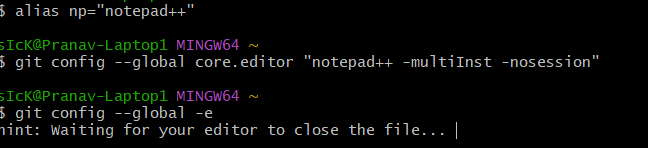 $ alias np="notepad++"
sIcK@Pranav-Laptop1 MINGW64 ~
$ git config --global core.editor "notepad++ -multiInst -nosession"
sIcK@Pranav-Laptop1 MINGW64 ~
$ git config --global -e
hint: Waiting for your editor to close the file...